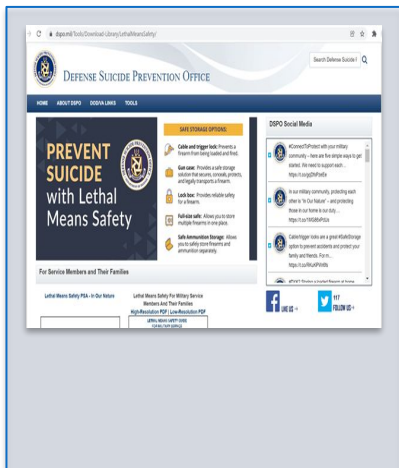 dspo.mil/Tools/Download-Library/LethalMeansSafety/
DEFENSE SUICIDE PREVENTION OFFICE
Search Defense Suicide
HOME ABOUT DSPO DOD/VA LINKS TOOLS
PREVENT
SUICIDE
with Lethal
Means Safety
SAFE STORAGE OPTIONS:
Cable and trigger lock: Prevents a
firearm from being loaded and fired.
Gun case: Provides a safe storage
solution that secures, conceals, protects,
and legally transports a firearm.
Lock box: Provides reliable safety
for a firearm.
Full-size safe: Allows you to store
multiple firearms in one place.
Safe Ammunition Storage: Allows
you to safely store firearms and
ammunition separately.
DSPO Social Media
#ConnectToProtect with your military
community – here are five simple ways to get
started. We need to support each ...
In our military community, protecting each
other is "In Our Nature" – and protecting
those in our home is our duty...
Cable/trigger locks are a great #SafeStorage
option to prevent accidents and protect your
family and friends. For m...
LIKE US
117
FOLLOW US
For Service Members and Their Families
Lethal Means Safety PSA - In Our Nature
Lethal Means Safety For Military Service
Members And Their Families
High-Resolution PDF | Low-Resolution PDF
LETHAL MEANS SAFETY GUIDE
FOR MILITARY SERVICE